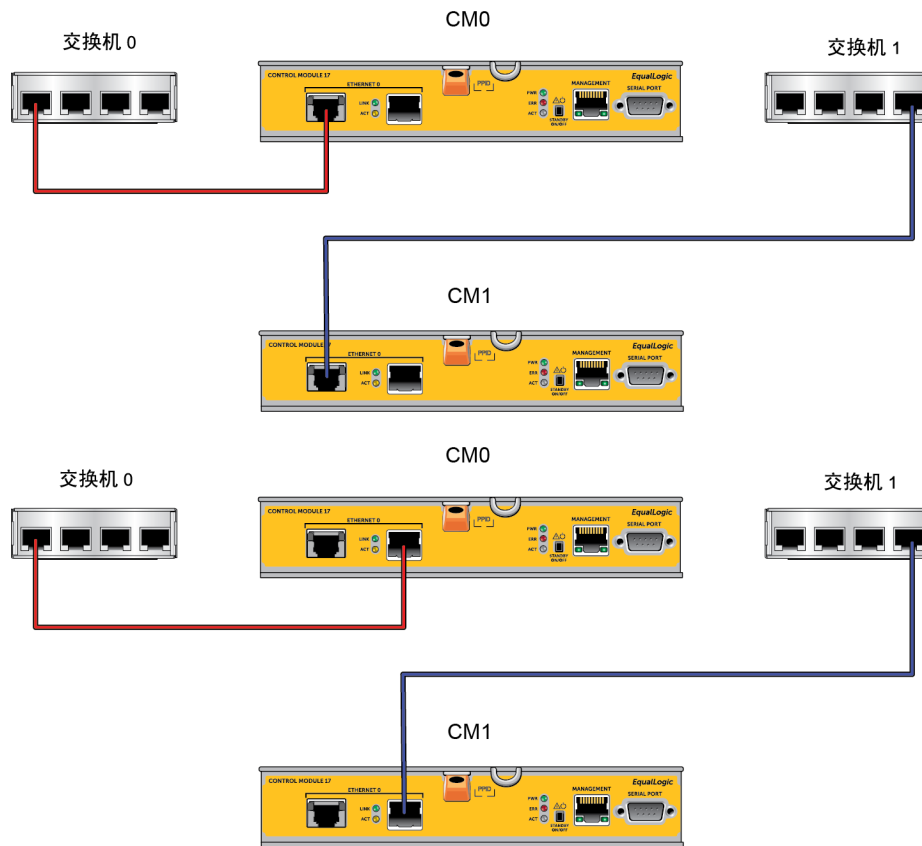 CM0
交换机 0
交换机 1
CONTROL MODULE 17
ETHERNET 0
LINK
ACT
PPID
PWR
ERR
ACT
STANDBY
ON/OFF
MANAGEMENT
EqualLogic
SERIAL PORT
CM1
CONTROL MODULE 17
ETHERNET 0
LINK
ACT
PPID
PWR
ERR
ACT
STANDBY
ON/OFF
MANAGEMENT
EqualLogic
SERIAL PORT
CM0
交换机 0
交换机 1
CONTROL MODULE 17
ETHERNET 0
LINK
ACT
PPID
PWR
ERR
ACT
STANDBY
ON/OFF
MANAGEMENT
EqualLogic
SERIAL PORT
CM1
CONTROL MODULE 17
ETHERNET 0
LINK
ACT
PPID
PWR
ERR
ACT
STANDBY
ON/OFF
MANAGEMENT
EqualLogic
SERIAL PORT